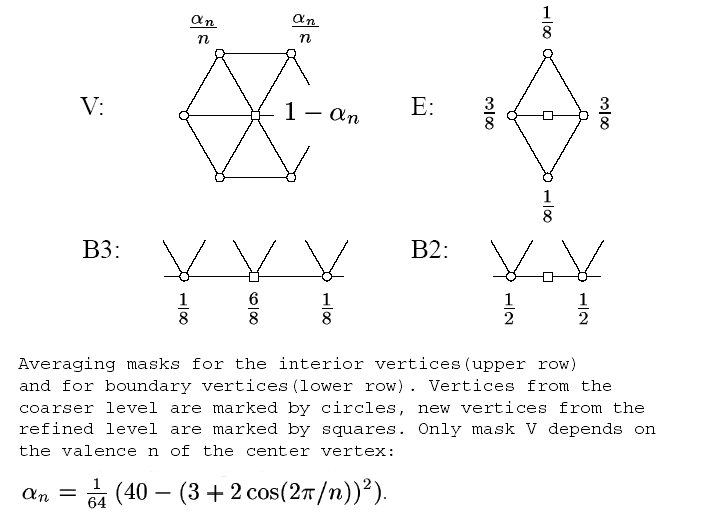 αₙ/n αₙ/n 1/8
V: 1 − αₙ E: 3/8 3/8
1/8
B3: B2:
1/8 6/8 1/8 1/2 1/2
Averaging masks for the interior vertices(upper row)
and for boundary vertices(lower row). Vertices from the
coarser level are marked by circles, new vertices from the
refined level are marked by squares. Only mask V depends on
the valence n of the center vertex:
αₙ = 1/64 (40 − (3 + 2 cos(2π/n))²).